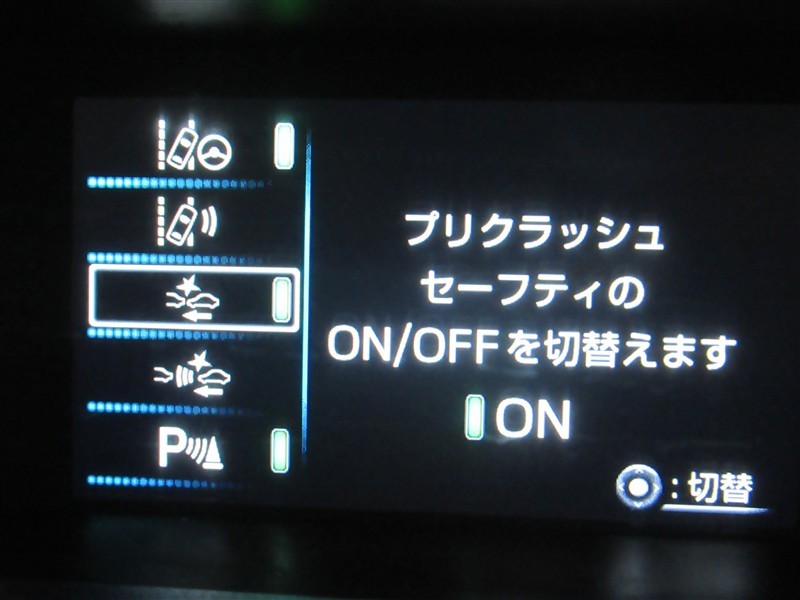 プリクラッシュ
セーフティの
ON/OFFを切替えます
ON
P
:切替